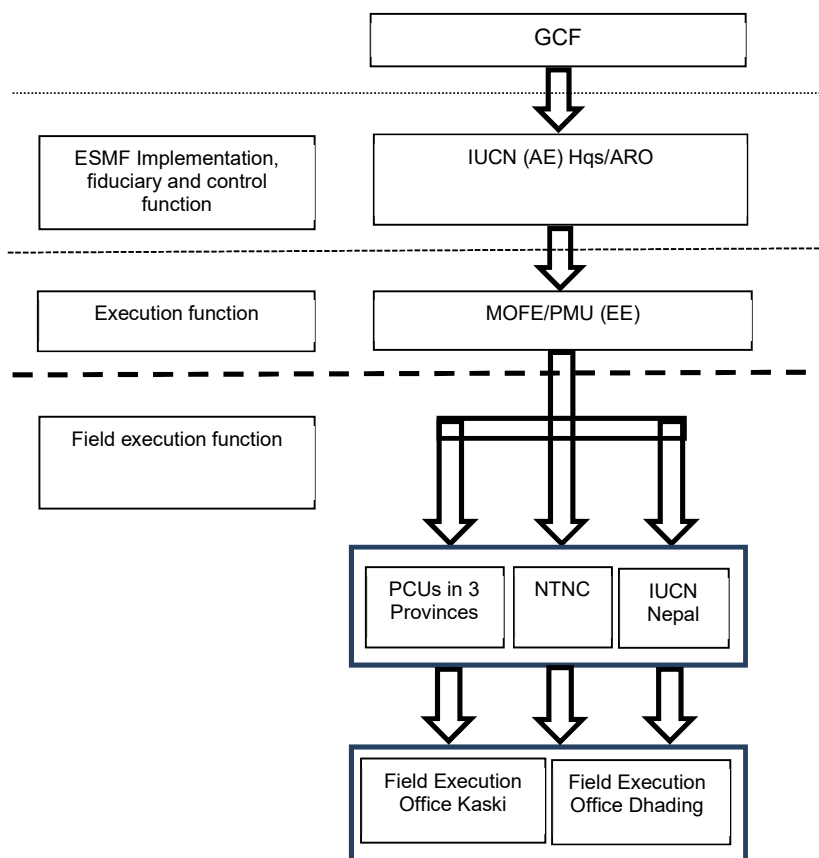 GCF
ESMF Implementation,
fiduciary and control
function
IUCN (AE) Hqs/ARO
Execution function
MOFE/PMU (EE)
Field execution function
PCUs in 3
Provinces
NTNC
IUCN
Nepal
Field Execution
Office Kaski
Field Execution
Office Dhading